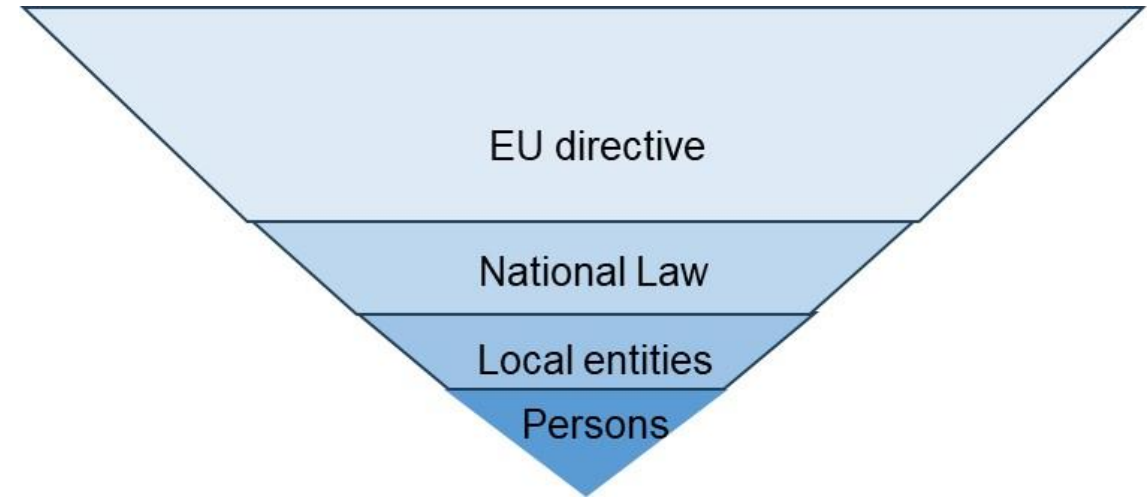 EU directive
National Law
Local entities
Persons